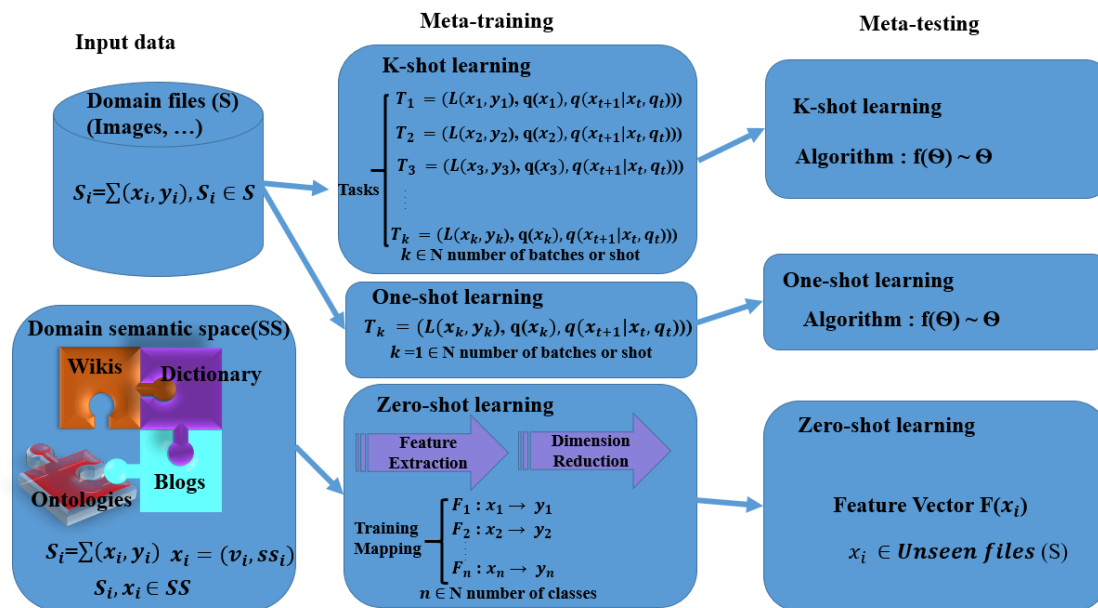 Input data
Domain files (S)
(Images, …)
S_i=∑(x_i, y_i), S_i ∈ S
Domain semantic space(SS)
Wikis
Dictionary
Ontologies
Blogs
S_i=∑(x_i, y_i) x_i = (v_i, ss_i)
S_i, x_i ∈ SS
Meta-training
K-shot learning
Tasks
T_1 = (L(x_1, y_1), q(x_1), q(x_{t+1}|x_t, q_t)))
T_2 = (L(x_2, y_2), q(x_2), q(x_{t+1}|x_t, q_t)))
T_3 = (L(x_3, y_3), q(x_3), q(x_{t+1}|x_t, q_t)))
T_k = (L(x_k, y_k), q(x_k), q(x_{t+1}|x_t, q_t)))
k ∈ N number of batches or shot
One-shot learning
T_k = (L(x_k, y_k), q(x_k), q(x_{t+1}|x_t, q_t)))
k =1 ∈ N number of batches or shot
Zero-shot learning
Feature
Extraction
Dimension
Reduction
Training
Mapping
F_1 : x_1 → y_1
F_2 : x_2 → y_2
F_n : x_n → y_n
n ∈ N number of classes
Meta-testing
K-shot learning
Algorithm : f(Θ) ~ Θ
One-shot learning
Algorithm : f(Θ) ~ Θ
Zero-shot learning
Feature Vector F(x_i)
x_i ∈ Unseen files (S)